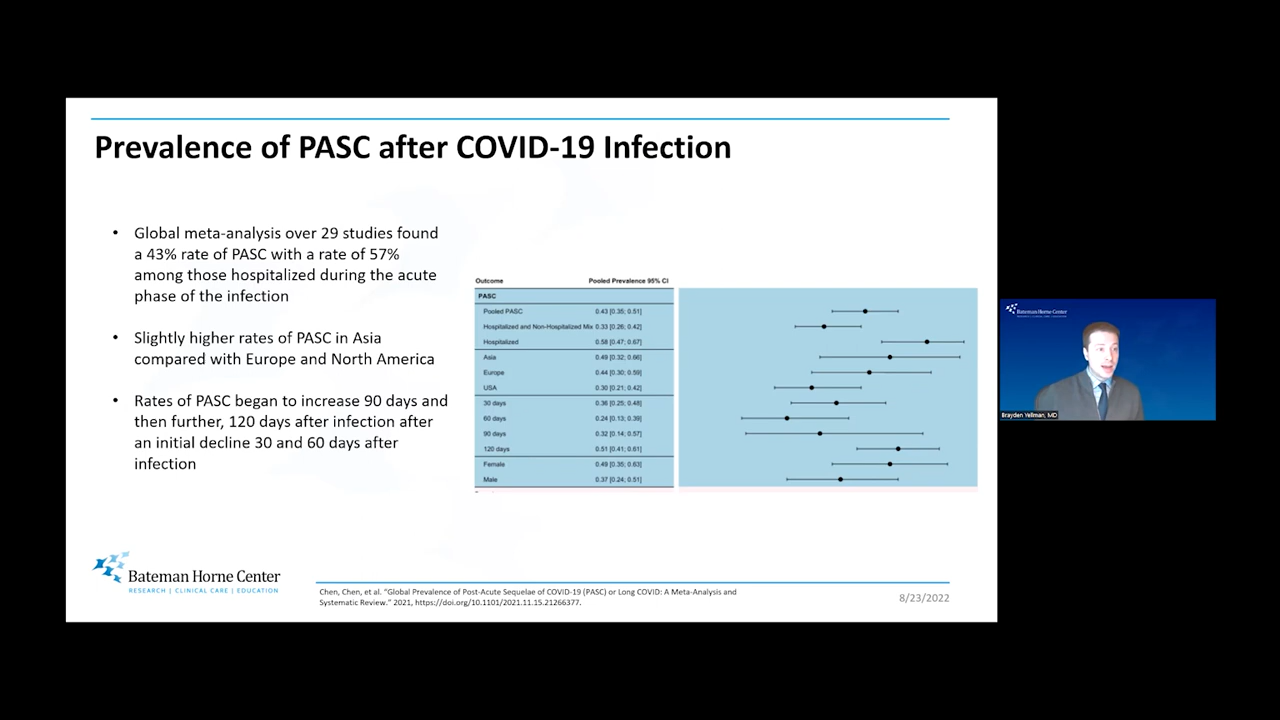 Prevalence of PASC after COVID-19 Infection
• Global meta-analysis over 29 studies found
a 43% rate of PASC with a rate of 57%
among those hospitalized during the acute
phase of the infection
• Slightly higher rates of PASC in Asia
compared with Europe and North America
• Rates of PASC began to increase 90 days and
then further, 120 days after infection after
an initial decline 30 and 60 days after
infection
Outcome Pooled Prevalence 95% CI
PASC
Pooled PASC 0.43 [0.35; 0.51]
Hospitalized and Non-Hospitalized Mix 0.33 [0.26; 0.42]
Hospitalized 0.58 [0.47; 0.67]
Asia 0.49 [0.32; 0.66]
Europe 0.44 [0.30; 0.59]
USA 0.30 [0.21; 0.42]
30 days 0.36 [0.25; 0.48]
60 days 0.24 [0.13; 0.39]
90 days 0.32 [0.14; 0.57]
120 days 0.51 [0.41; 0.61]
Female 0.49 [0.35; 0.63]
Male 0.37 [0.24; 0.51]
Bateman Horne Center
RESEARCH | CLINICAL CARE | EDUCATION
Chen, Chen, et al. "Global Prevalence of Post-Acute Sequelae of COVID-19 (PASC) or Long COVID: A Meta-Analysis and
Systematic Review." 2021, https://doi.org/10.1101/2021.11.15.21266377.
8/23/2022
Bateman Horne Center
Brayden Yellman, MD